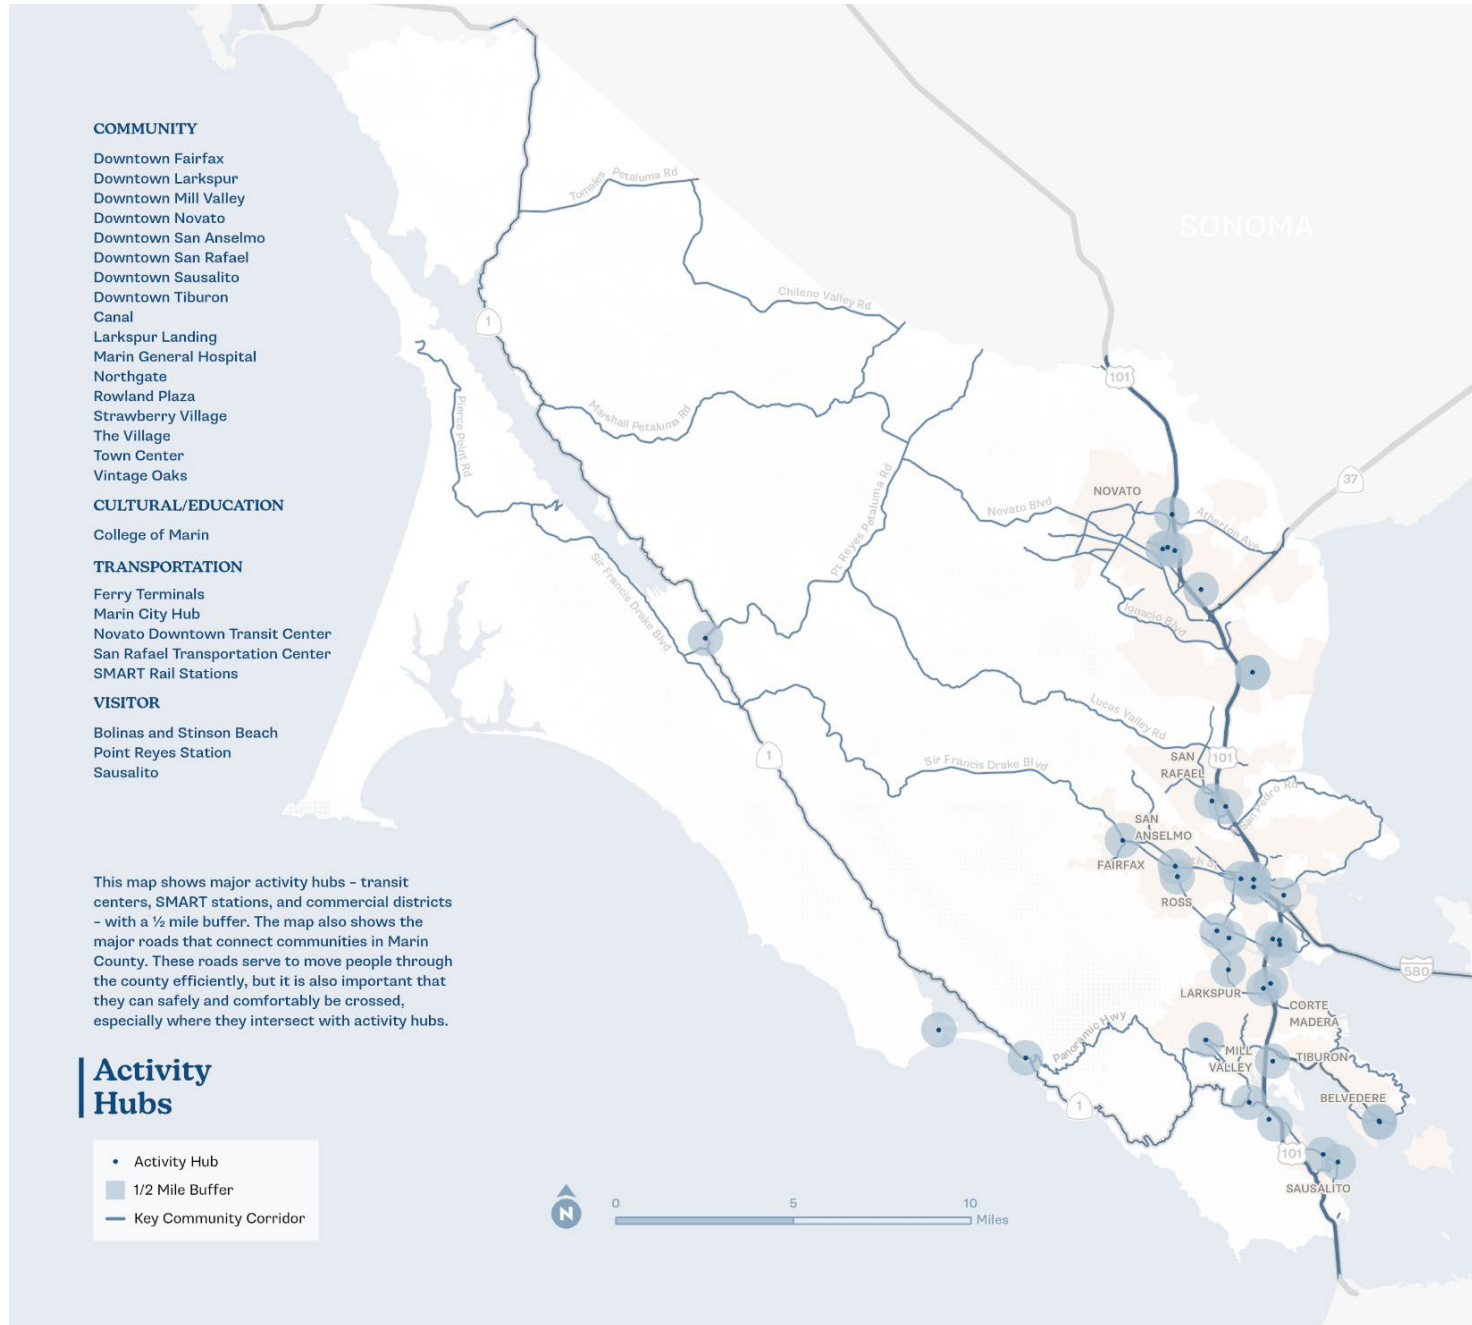 COMMUNITY
Downtown Fairfax
Downtown Larkspur
Downtown Mill Valley
Downtown Novato
Downtown San Anselmo
Downtown San Rafael
Downtown Sausalito
Downtown Tiburon
Canal
Larkspur Landing
Marin General Hospital
Northgate
Rowland Plaza
Strawberry Village
The Village
Town Center
Vintage Oaks
CULTURAL/EDUCATION
College of Marin
TRANSPORTATION
Ferry Terminals
Marin City Hub
Novato Downtown Transit Center
San Rafael Transportation Center
SMART Rail Stations
VISITOR
Bolinas and Stinson Beach
Point Reyes Station
Sausalito
This map shows major activity hubs – transit
centers, SMART stations, and commercial districts
– with a ½ mile buffer. The map also shows the
major roads that connect communities in Marin
County. These roads serve to move people through
the county efficiently, but it is also important that
they can safely and comfortably be crossed,
especially where they intersect with activity hubs.
Activity
Hubs
Activity Hub
1/2 Mile Buffer
Key Community Corridor
N
0 5 10
Miles
SONOMA
Tomales Petaluma Rd
Chileno Valley Rd
1
101
Marshall Petaluma Rd
Pierce Point Rd
37
NOVATO
Novato Blvd
Atherton Ave
Pt Reyes Petaluma Rd
Sir Francis Drake Blvd
Ignacio Blvd
Lucas Valley Rd
1
Sir Francis Drake Blvd
SAN
RAFAEL
101
San Pedro Rd
SAN
ANSELMO
FAIRFAX
ROSS
580
LARKSPUR
CORTE
MADERA
Panoramic Hwy
MILL
VALLEY
TIBURON
BELVEDERE
1
101
SAUSALITO